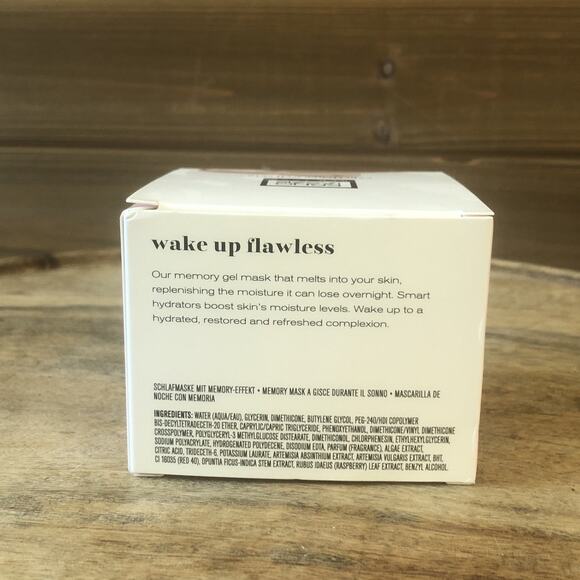 wake up flawless
Our memory gel mask that melts into your skin,
replenishing the moisture it can lose overnight. Smart
hydrators boost skin's moisture levels. Wake up to a
hydrated, restored and refreshed complexion.
SCHLAFMASKE MIT MEMORY-EFFEKT • MEMORY MASK A GISCE DURANTE IL SONNO • MASCARILLA DE
NOCHE CON MEMORIA
INGREDIENTS: WATER (AQUA/EAU), GLYCERIN, DIMETHICONE, BUTYLENE GLYCOL, PEG-240/HDI COPOLYMER
BIS-DECYLTETRADECETH-20 ETHER, CAPRYLIC/CAPRIC TRIGLYCERIDE, PHENOXYETHANOL, DIMETHICONE/VINYL DIMETHICONE
CROSSPOLYMER, POLYGLYCERYL-3 METHYLGLUCOSE DISTEARATE, DIMETHICONOL, CHLORPHENESIN, ETHYLHEXYLGLYCERIN,
SODIUM POLYACRYLATE, HYDROGENATED POLYDECENE, DISODIUM EDTA, PARFUM (FRAGRANCE), ALGAE EXTRACT,
CITRIC ACID, TRIDECETH-6, POTASSIUM LAURATE, ARTEMISIA ABSINTHIUM EXTRACT, ARTEMISIA VULGARIS EXTRACT, BHT,
CI 16035 (RED 40), OPUNTIA FICUS-INDICA STEM EXTRACT, RUBUS IDAEUS (RASPBERRY) LEAF EXTRACT, BENZYL ALCOHOL.